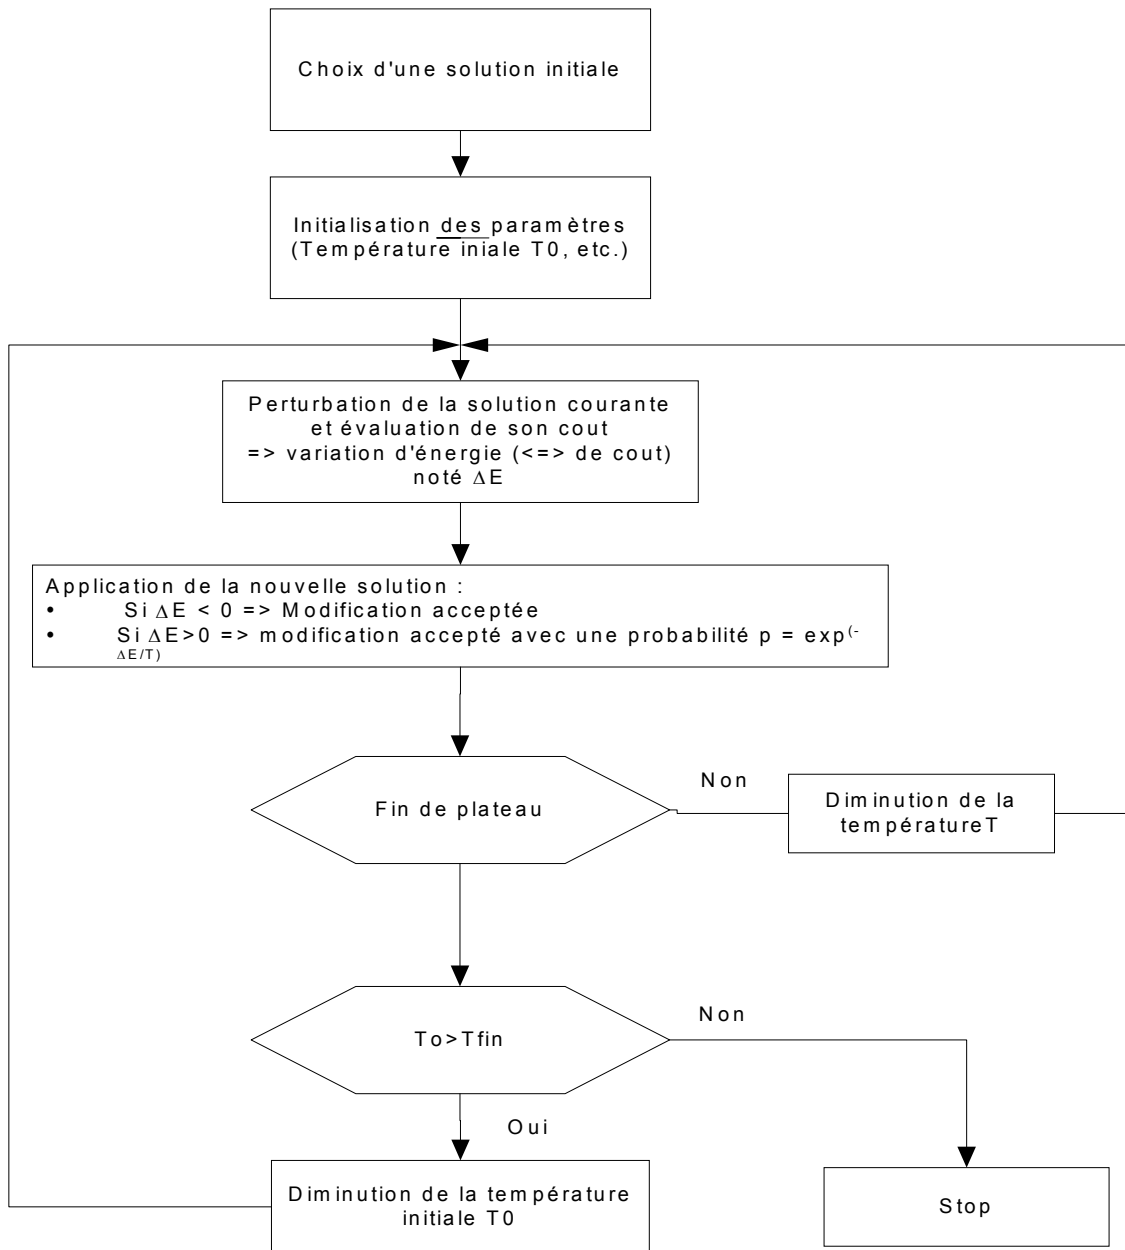 Choix d'une solution initiale
Initialisation des paramètres
(Température iniale T0, etc.)
Perturbation de la solution courante
et évaluation de son cout
=> variation d'énergie (<=> de cout)
noté ΔE
Application de la nouvelle solution :
• Si ΔE < 0 => Modification acceptée
• Si ΔE>0 => modification accepté avec une probabilité p = exp(-
ΔE/T)
Fin de plateau
Non
Diminution de la
températureT
To>Tfin
Non
Oui
Diminution de la température
initiale T0
Stop